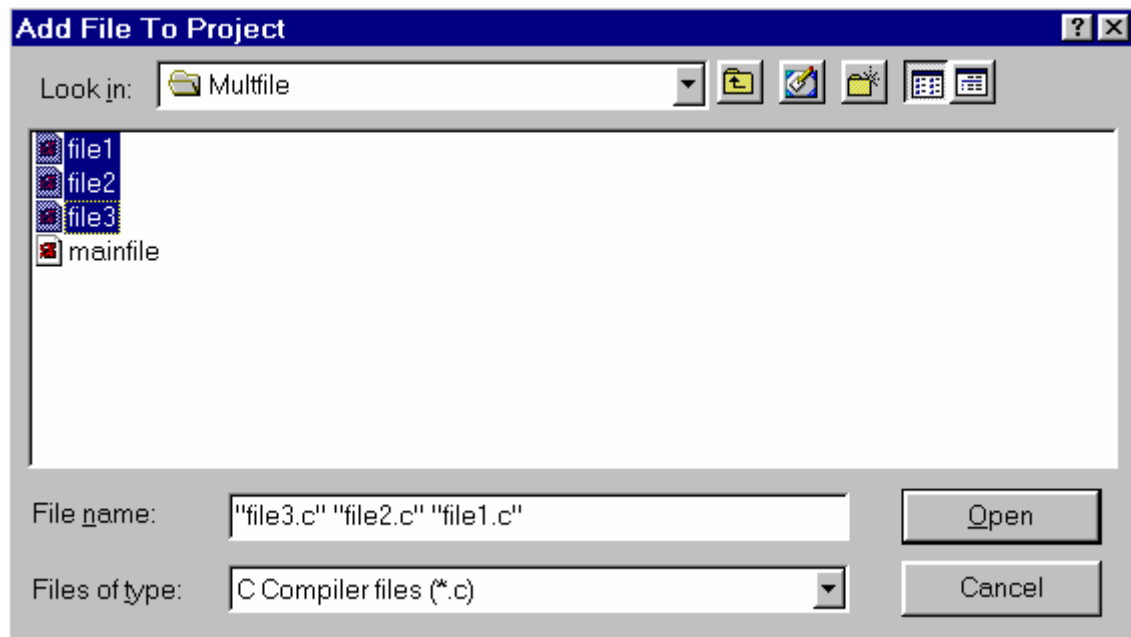 Add File To Project
Look in: Multfile
file1
file2
file3
mainfile
File name: "file3.c" "file2.c" "file1.c" Open
Files of type: C Compiler files (*.c) Cancel